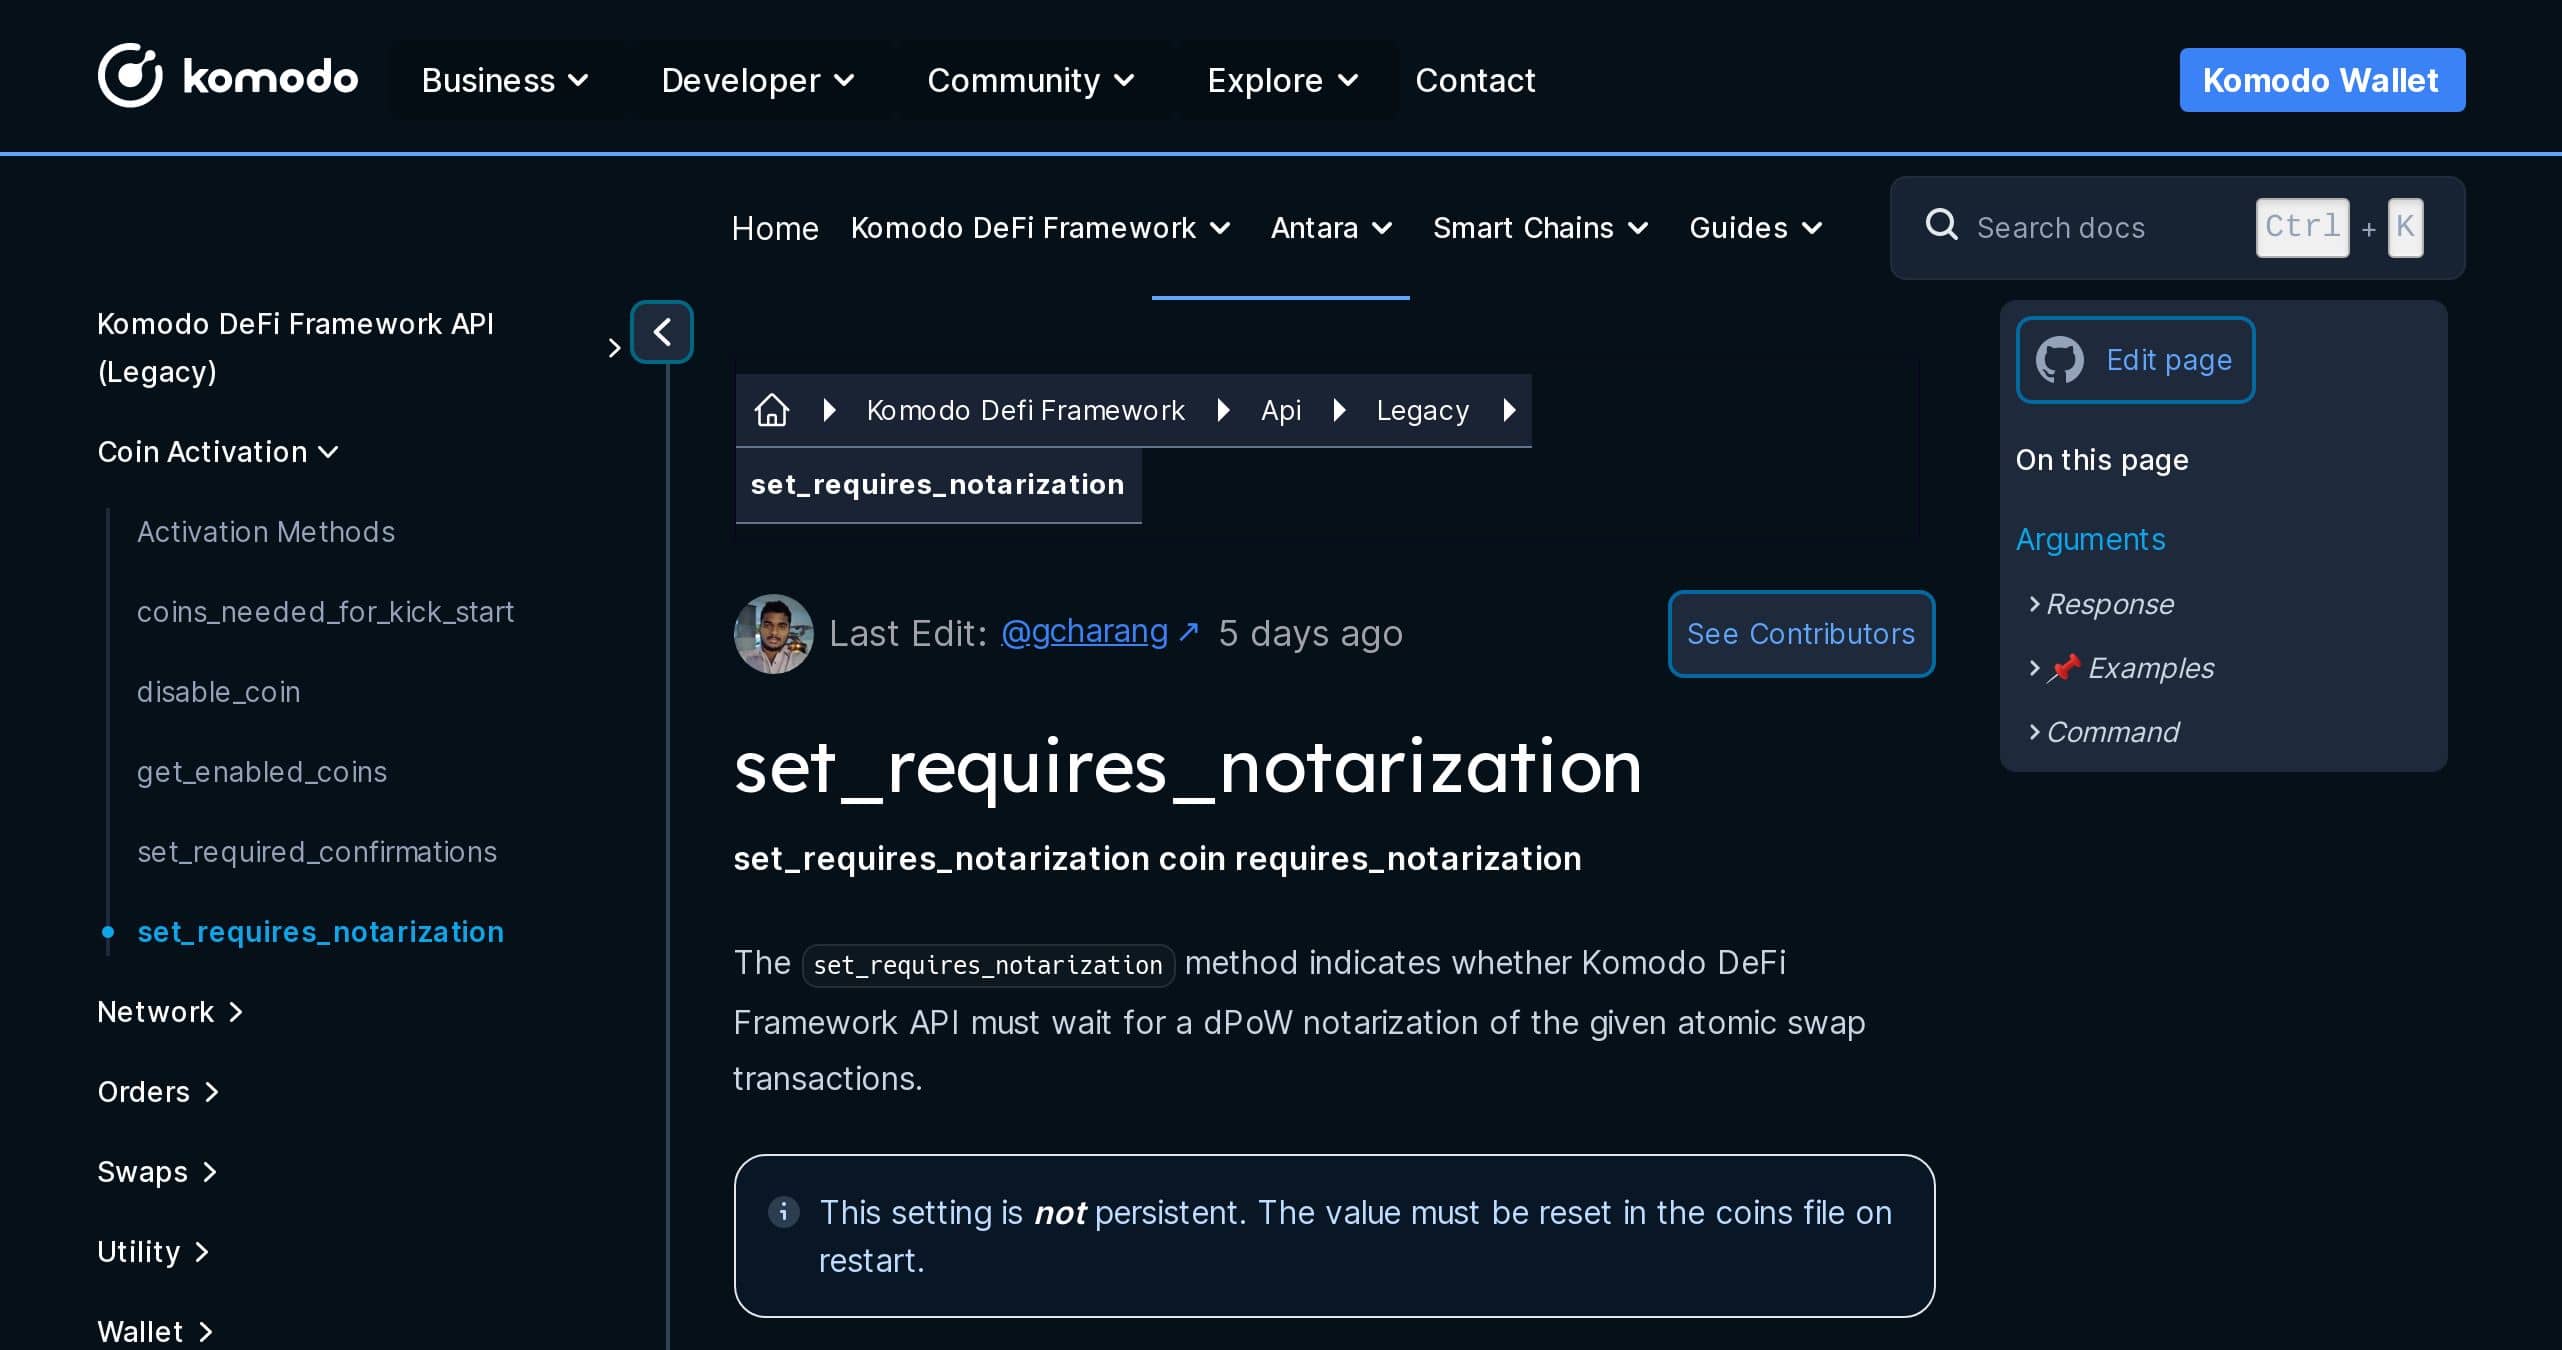 komodo
Business
Developer
Community
Explore
Contact
Komodo Wallet
Home
Komodo DeFi Framework
Antara
Smart Chains
Guides
Search docs
Ctrl + K
Komodo DeFi Framework API
(Legacy)
Coin Activation
Activation Methods
coins_needed_for_kick_start
disable_coin
get_enabled_coins
set_required_confirmations
set_requires_notarization
Network
Orders
Swaps
Utility
Wallet
Komodo Defi Framework
Api
Legacy
set_requires_notarization
Last Edit: @gcharang ↗ 5 days ago
See Contributors
set_requires_notarization
set_requires_notarization coin requires_notarization
The set_requires_notarization method indicates whether Komodo DeFi
Framework API must wait for a dPoW notarization of the given atomic swap
transactions.
This setting is not persistent. The value must be reset in the coins file on
restart.
Edit page
On this page
Arguments
Response
📌 Examples
Command